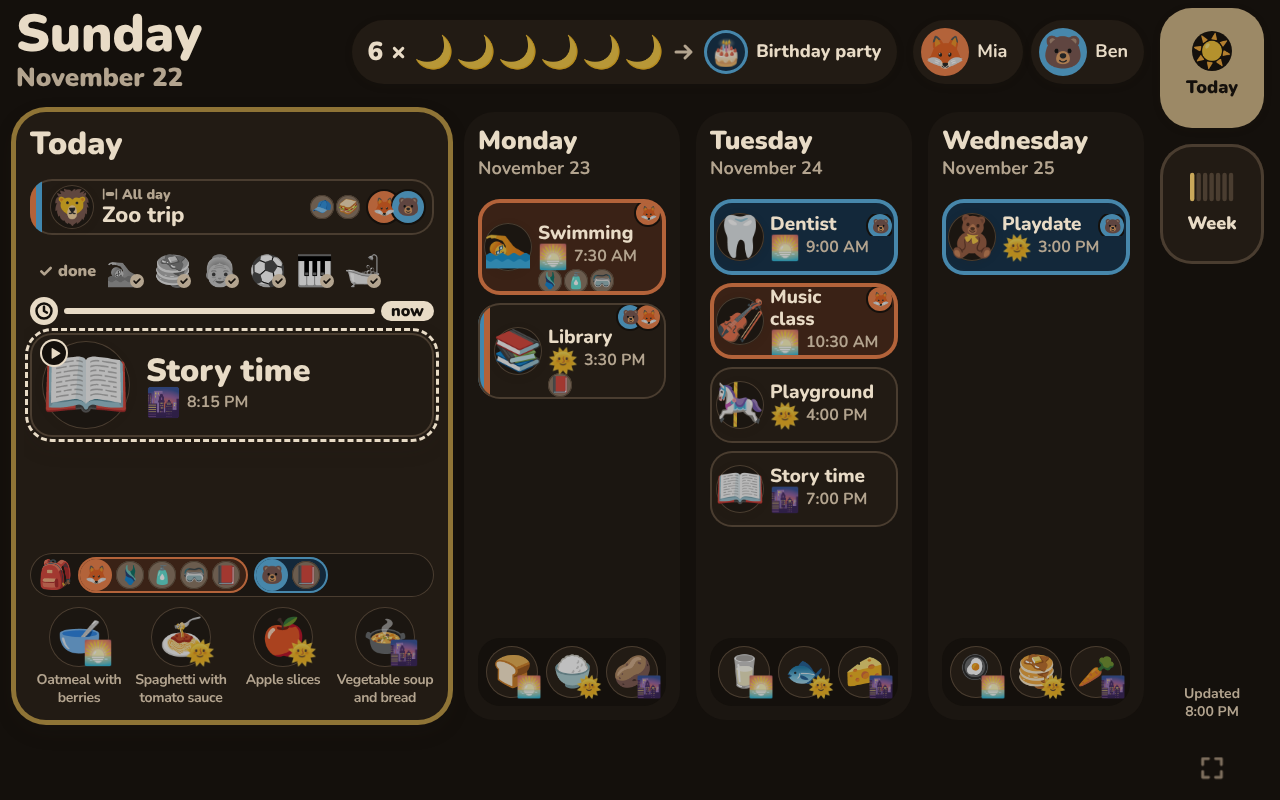 Sunday
November 22
6 × → Birthday party
Mia
Ben
Today
Week
Updated
8:00 PM
Today
All day
Zoo trip
✓ done
now
Story time
8:15 PM
Oatmeal with
berries
Spaghetti with
tomato sauce
Apple slices
Vegetable soup
and bread
Monday
November 23
Swimming
7:30 AM
Library
3:30 PM
Tuesday
November 24
Dentist
9:00 AM
Music
class
10:30 AM
Playground
4:00 PM
Story time
7:00 PM
Wednesday
November 25
Playdate
3:00 PM